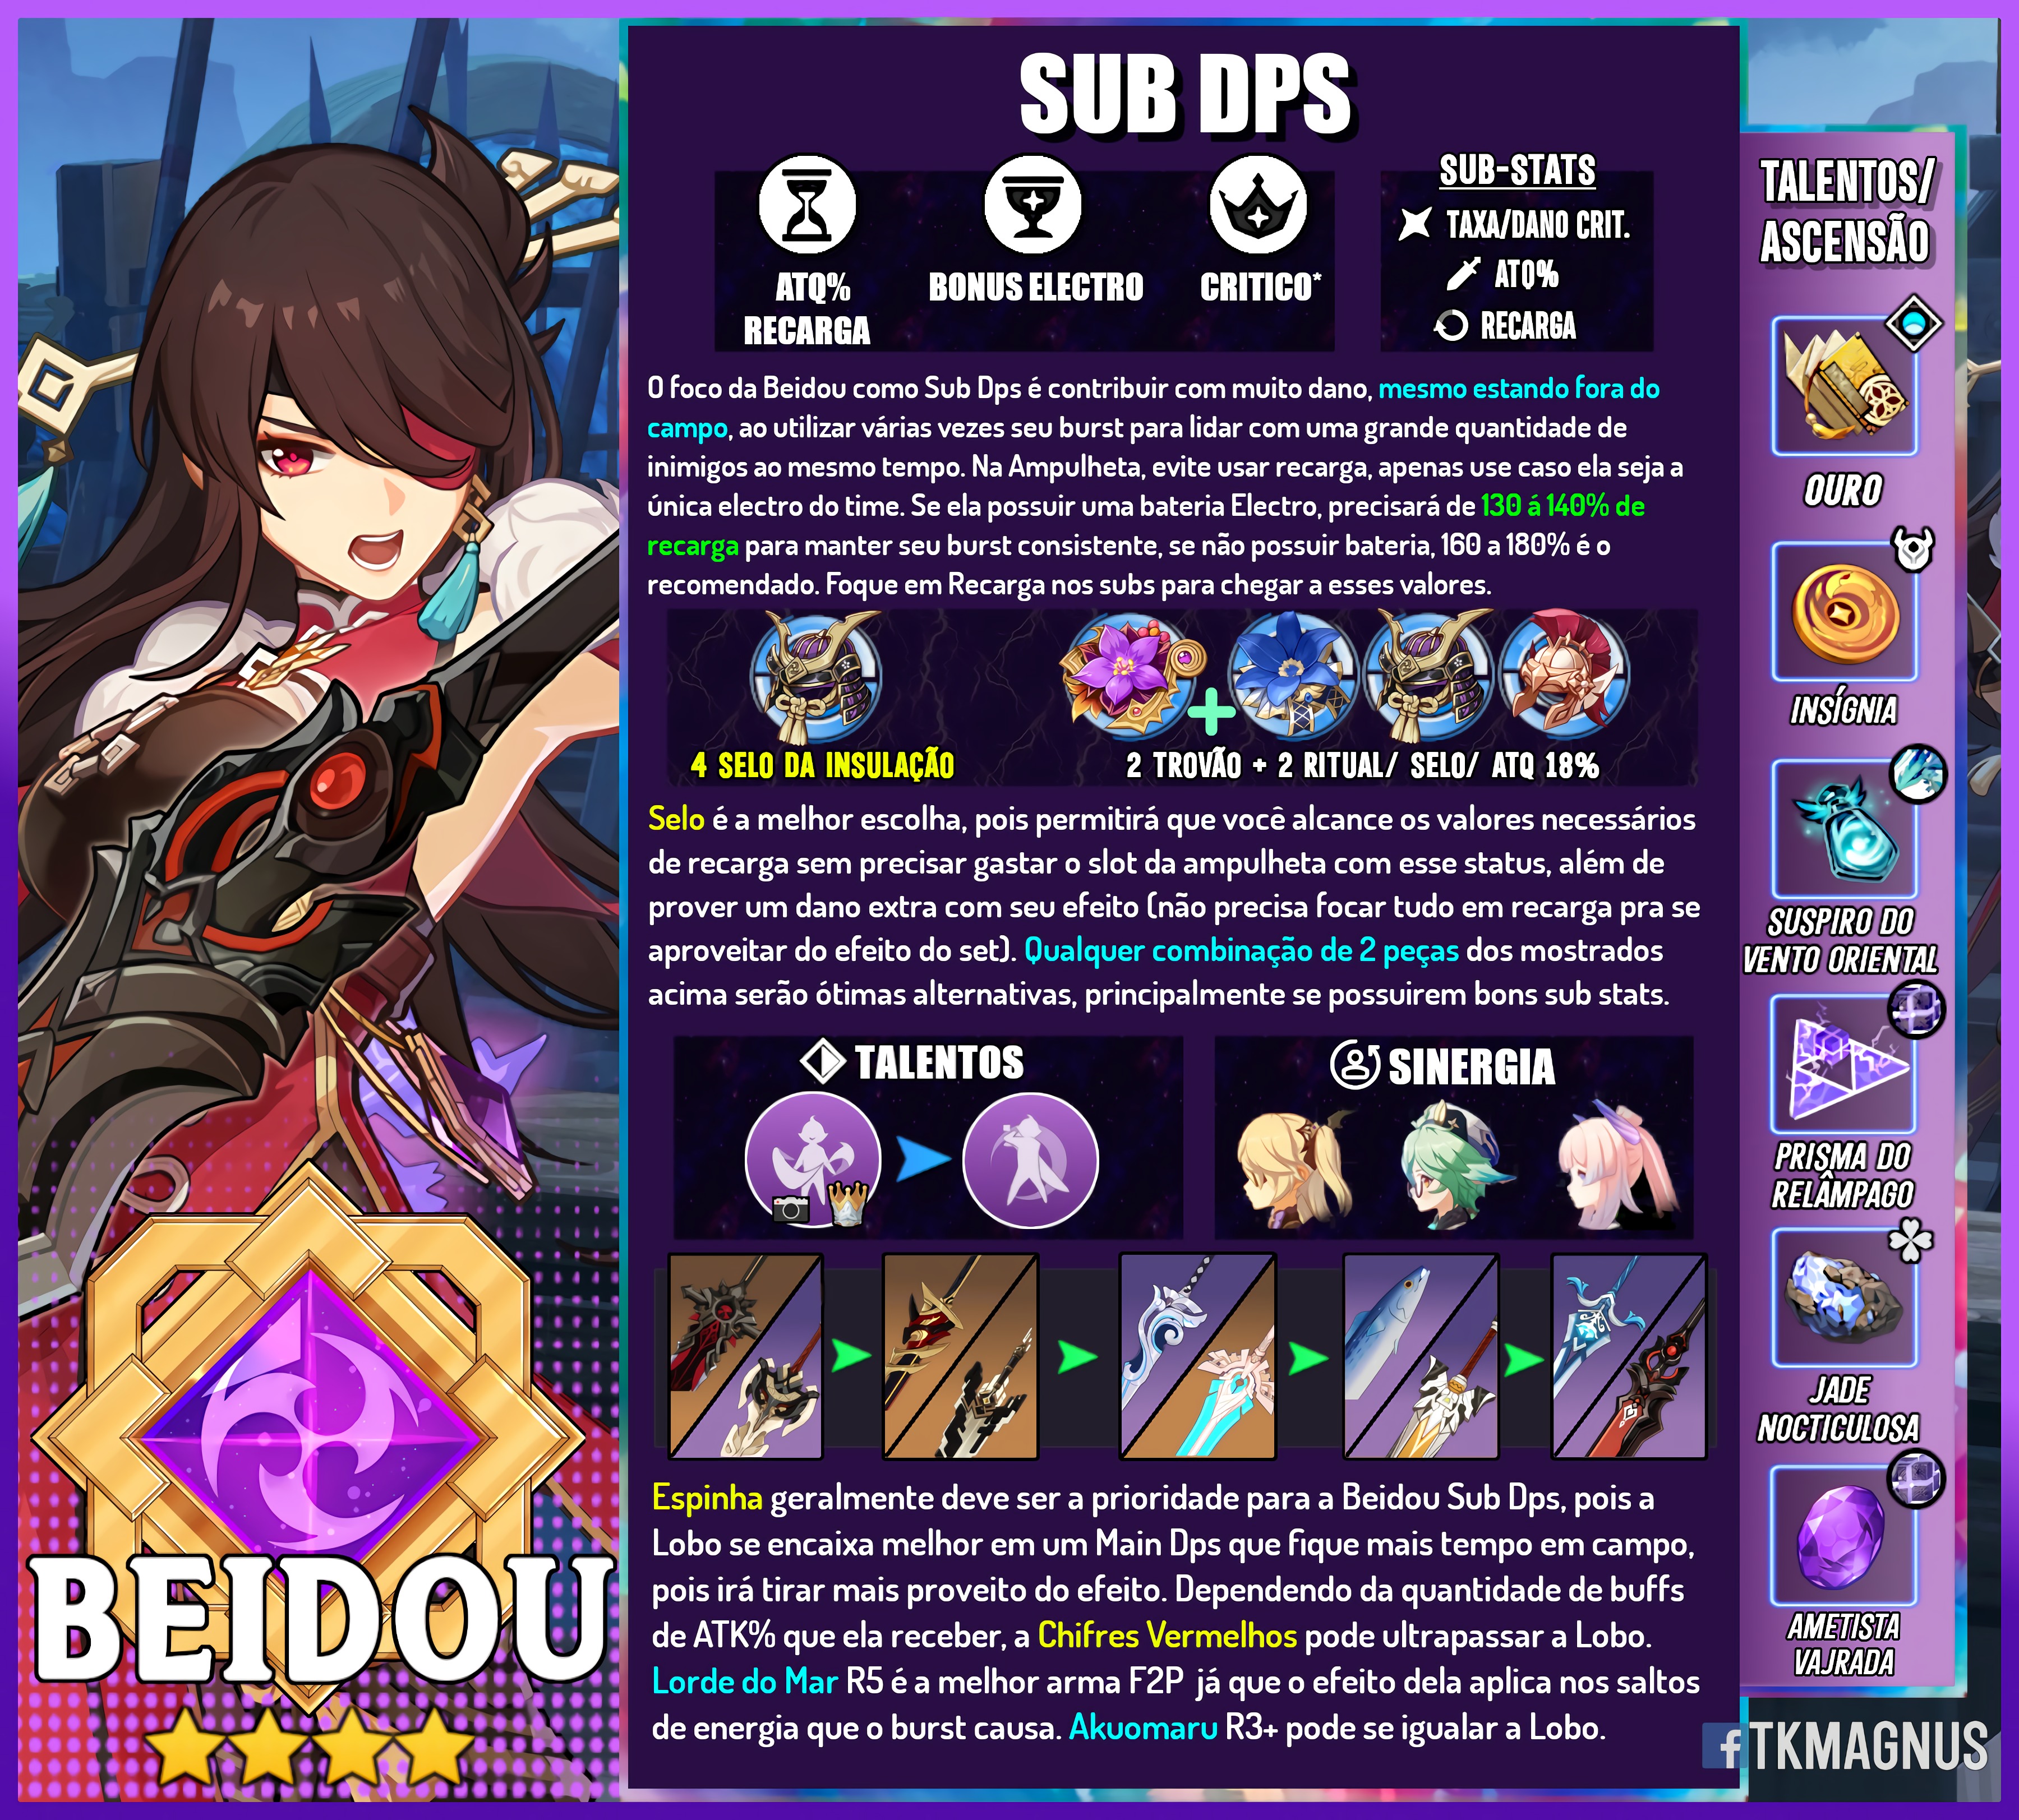 SUB DPS
ATQ%
RECARGA
BONUS ELECTRO
CRITICO*
SUB-STATS
TAXA/DANO CRIT.
ATQ%
RECARGA
O foco da Beidou como Sub Dps é contribuir com muito dano, mesmo estando fora do
campo, ao utilizar várias vezes seu burst para lidar com uma grande quantidade de
inimigos ao mesmo tempo. Na Ampulheta, evite usar recarga, apenas use caso ela seja a
única electro do time. Se ela possuir uma bateria Electro, precisará de 130 á 140% de
recarga para manter seu burst consistente, se não possuir bateria, 160 a 180% é o
recomendado. Foque em Recarga nos subs para chegar a esses valores.
4 SELO DA INSULAÇÃO
2 TROVÃO + 2 RITUAL/ SELO/ ATQ 18%
Selo é a melhor escolha, pois permitirá que você alcance os valores necessários
de recarga sem precisar gastar o slot da ampulheta com esse status, além de
prover um dano extra com seu efeito (não precisa focar tudo em recarga pra se
aproveitar do efeito do set). Qualquer combinação de 2 peças dos mostrados
acima serão ótimas alternativas, principalmente se possuirem bons sub stats.
TALENTOS
SINERGIA
Espinha geralmente deve ser a prioridade para a Beidou Sub Dps, pois a
Lobo se encaixa melhor em um Main Dps que fique mais tempo em campo,
pois irá tirar mais proveito do efeito. Dependendo da quantidade de buffs
de ATK% que ela receber, a Chifres Vermelhos pode ultrapassar a Lobo.
Lorde do Mar R5 é a melhor arma F2P já que o efeito dela aplica nos saltos
de energia que o burst causa. Akuomaru R3+ pode se igualar a Lobo.
TALENTOS/
ASCENSÃO
OURO
INSÍGNIA
SUSPIRO DO
VENTO ORIENTAL
PRISMA DO
RELÂMPAGO
JADE
NOCTICULOSA
AMETISTA
VAJRADA
BEIDOU
f TKMAGNUS